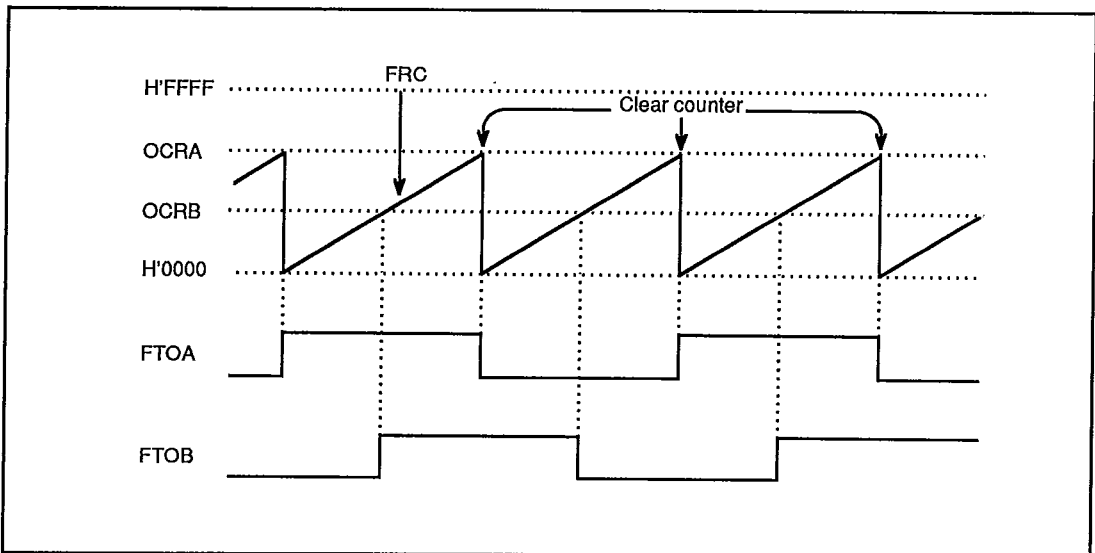 FRC
H'FFFF
Clear counter
OCRA
OCRB
H'0000
FTOA
FTOB